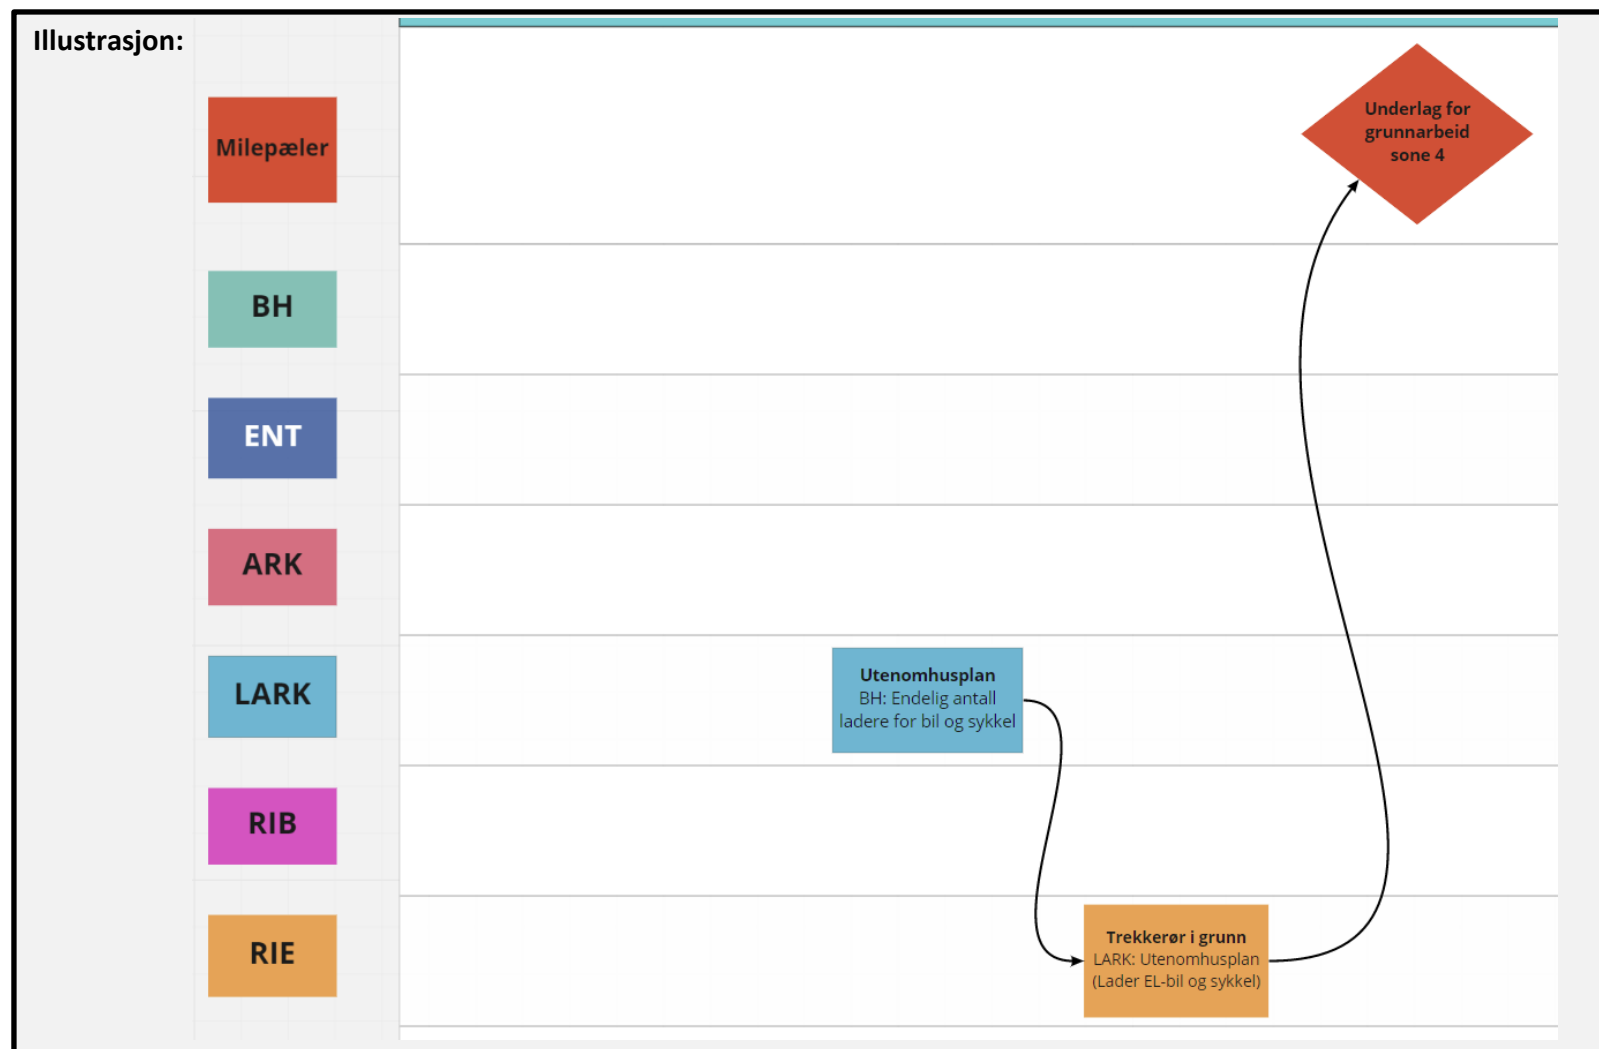 Illustrasjon:
Milepæler
Underlag for
grunnarbeid
sone 4
BH
ENT
ARK
LARK
Utenomhusplan
BH: Endelig antall
ladere for bil og sykkel
RIB
RIE
Trekkerør i grunn
LARK: Utenomhusplan
(Lader EL-bil og sykkel)